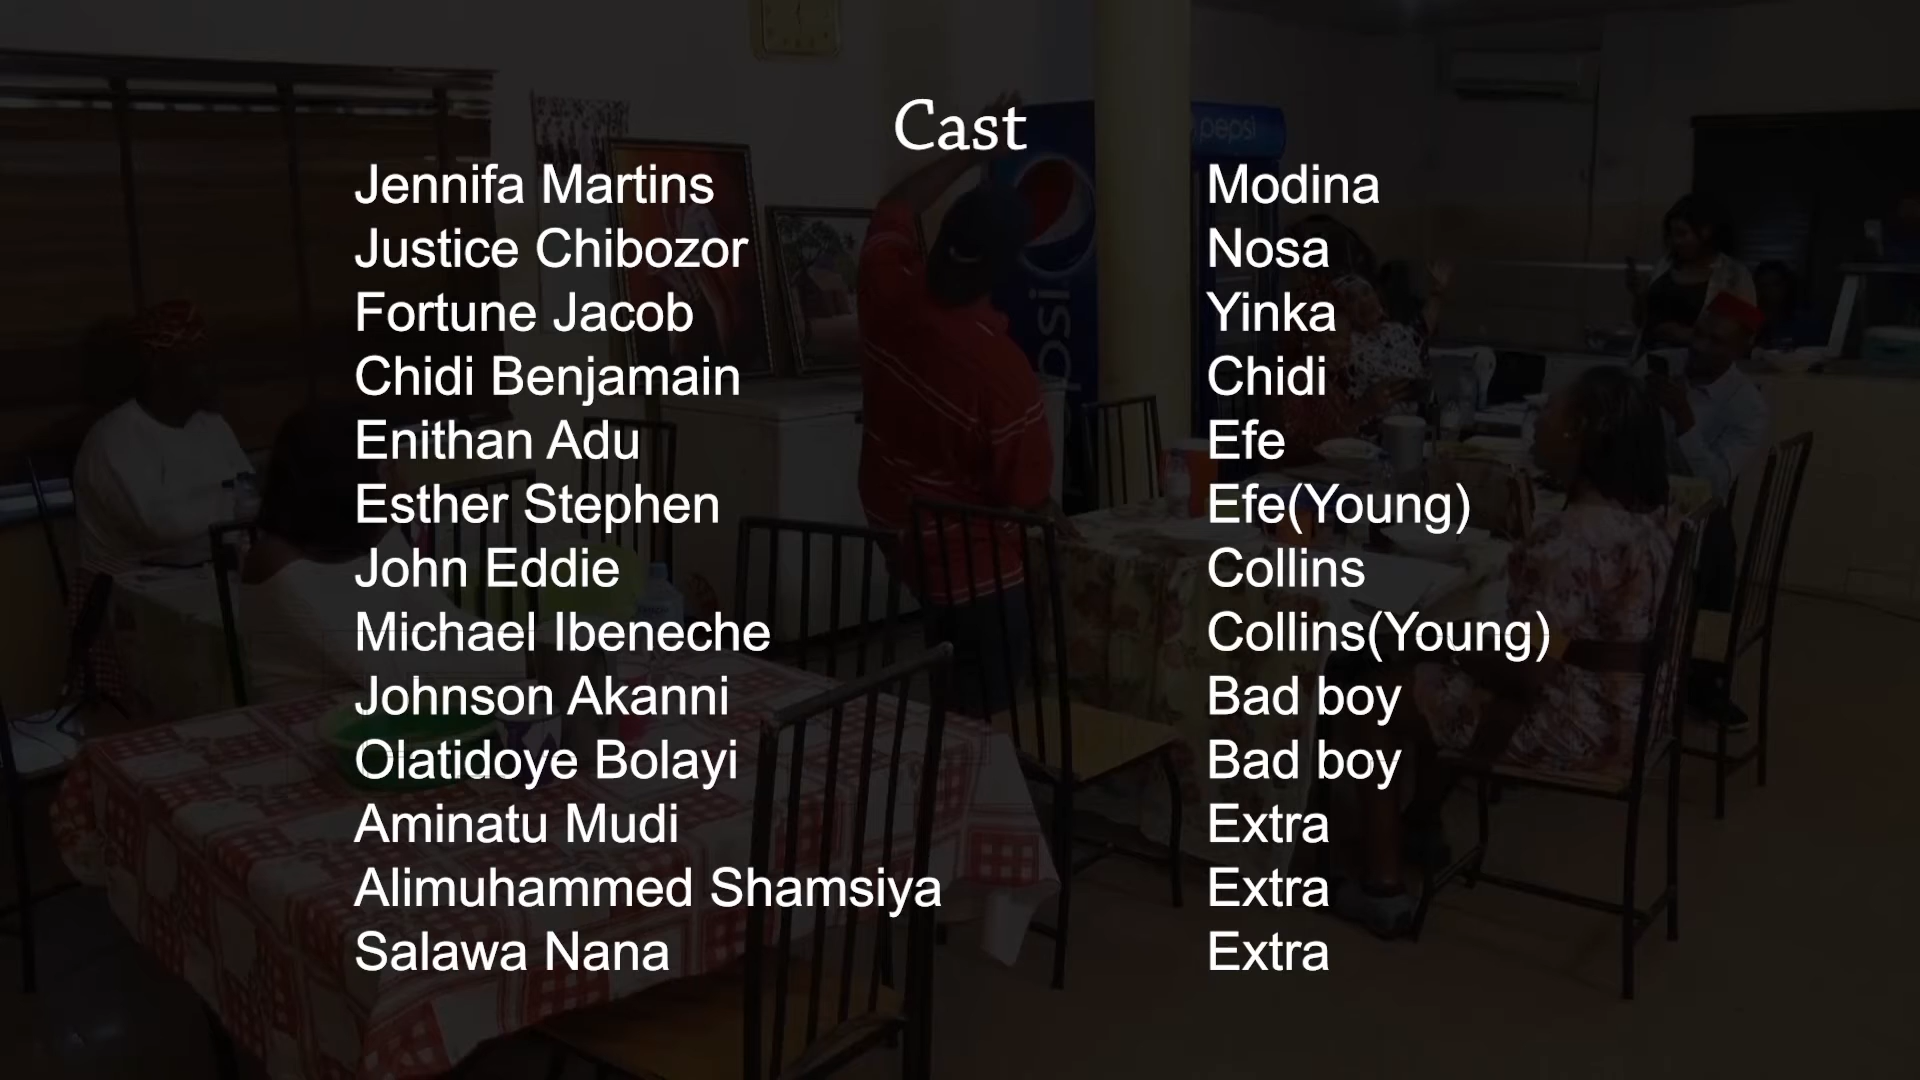 Cast
Jennifa Martins Modina
Justice Chibozor Nosa
Fortune Jacob Yinka
Chidi Benjamain Chidi
Enithan Adu Efe
Esther Stephen Efe(Young)
John Eddie Collins
Michael Ibeneche Collins(Young)
Johnson Akanni Bad boy
Olatidoye Bolayi Bad boy
Aminatu Mudi Extra
Alimuhammed Shamsiya Extra
Salawa Nana Extra
pepsi
pepsi